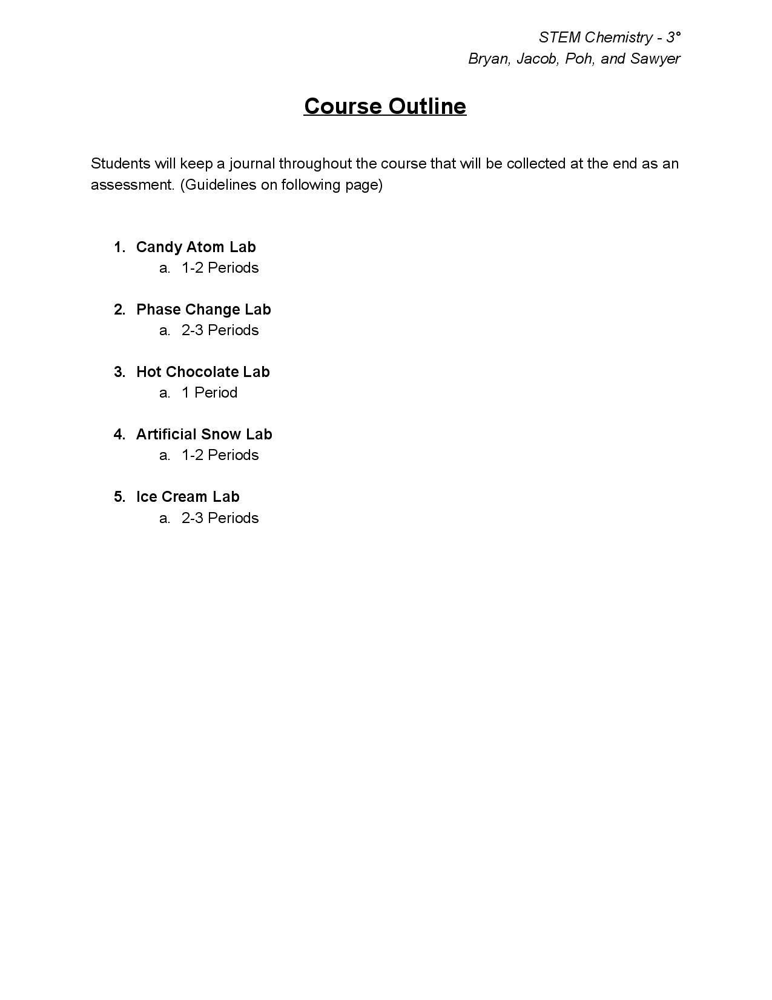 STEM Chemistry - 3°
Bryan, Jacob, Poh, and Sawyer
Course Outline
Students will keep a journal throughout the course that will be collected at the end as an
assessment. (Guidelines on following page)
1. Candy Atom Lab
a. 1-2 Periods
2. Phase Change Lab
a. 2-3 Periods
3. Hot Chocolate Lab
a. 1 Period
4. Artificial Snow Lab
a. 1-2 Periods
5. Ice Cream Lab
a. 2-3 Periods